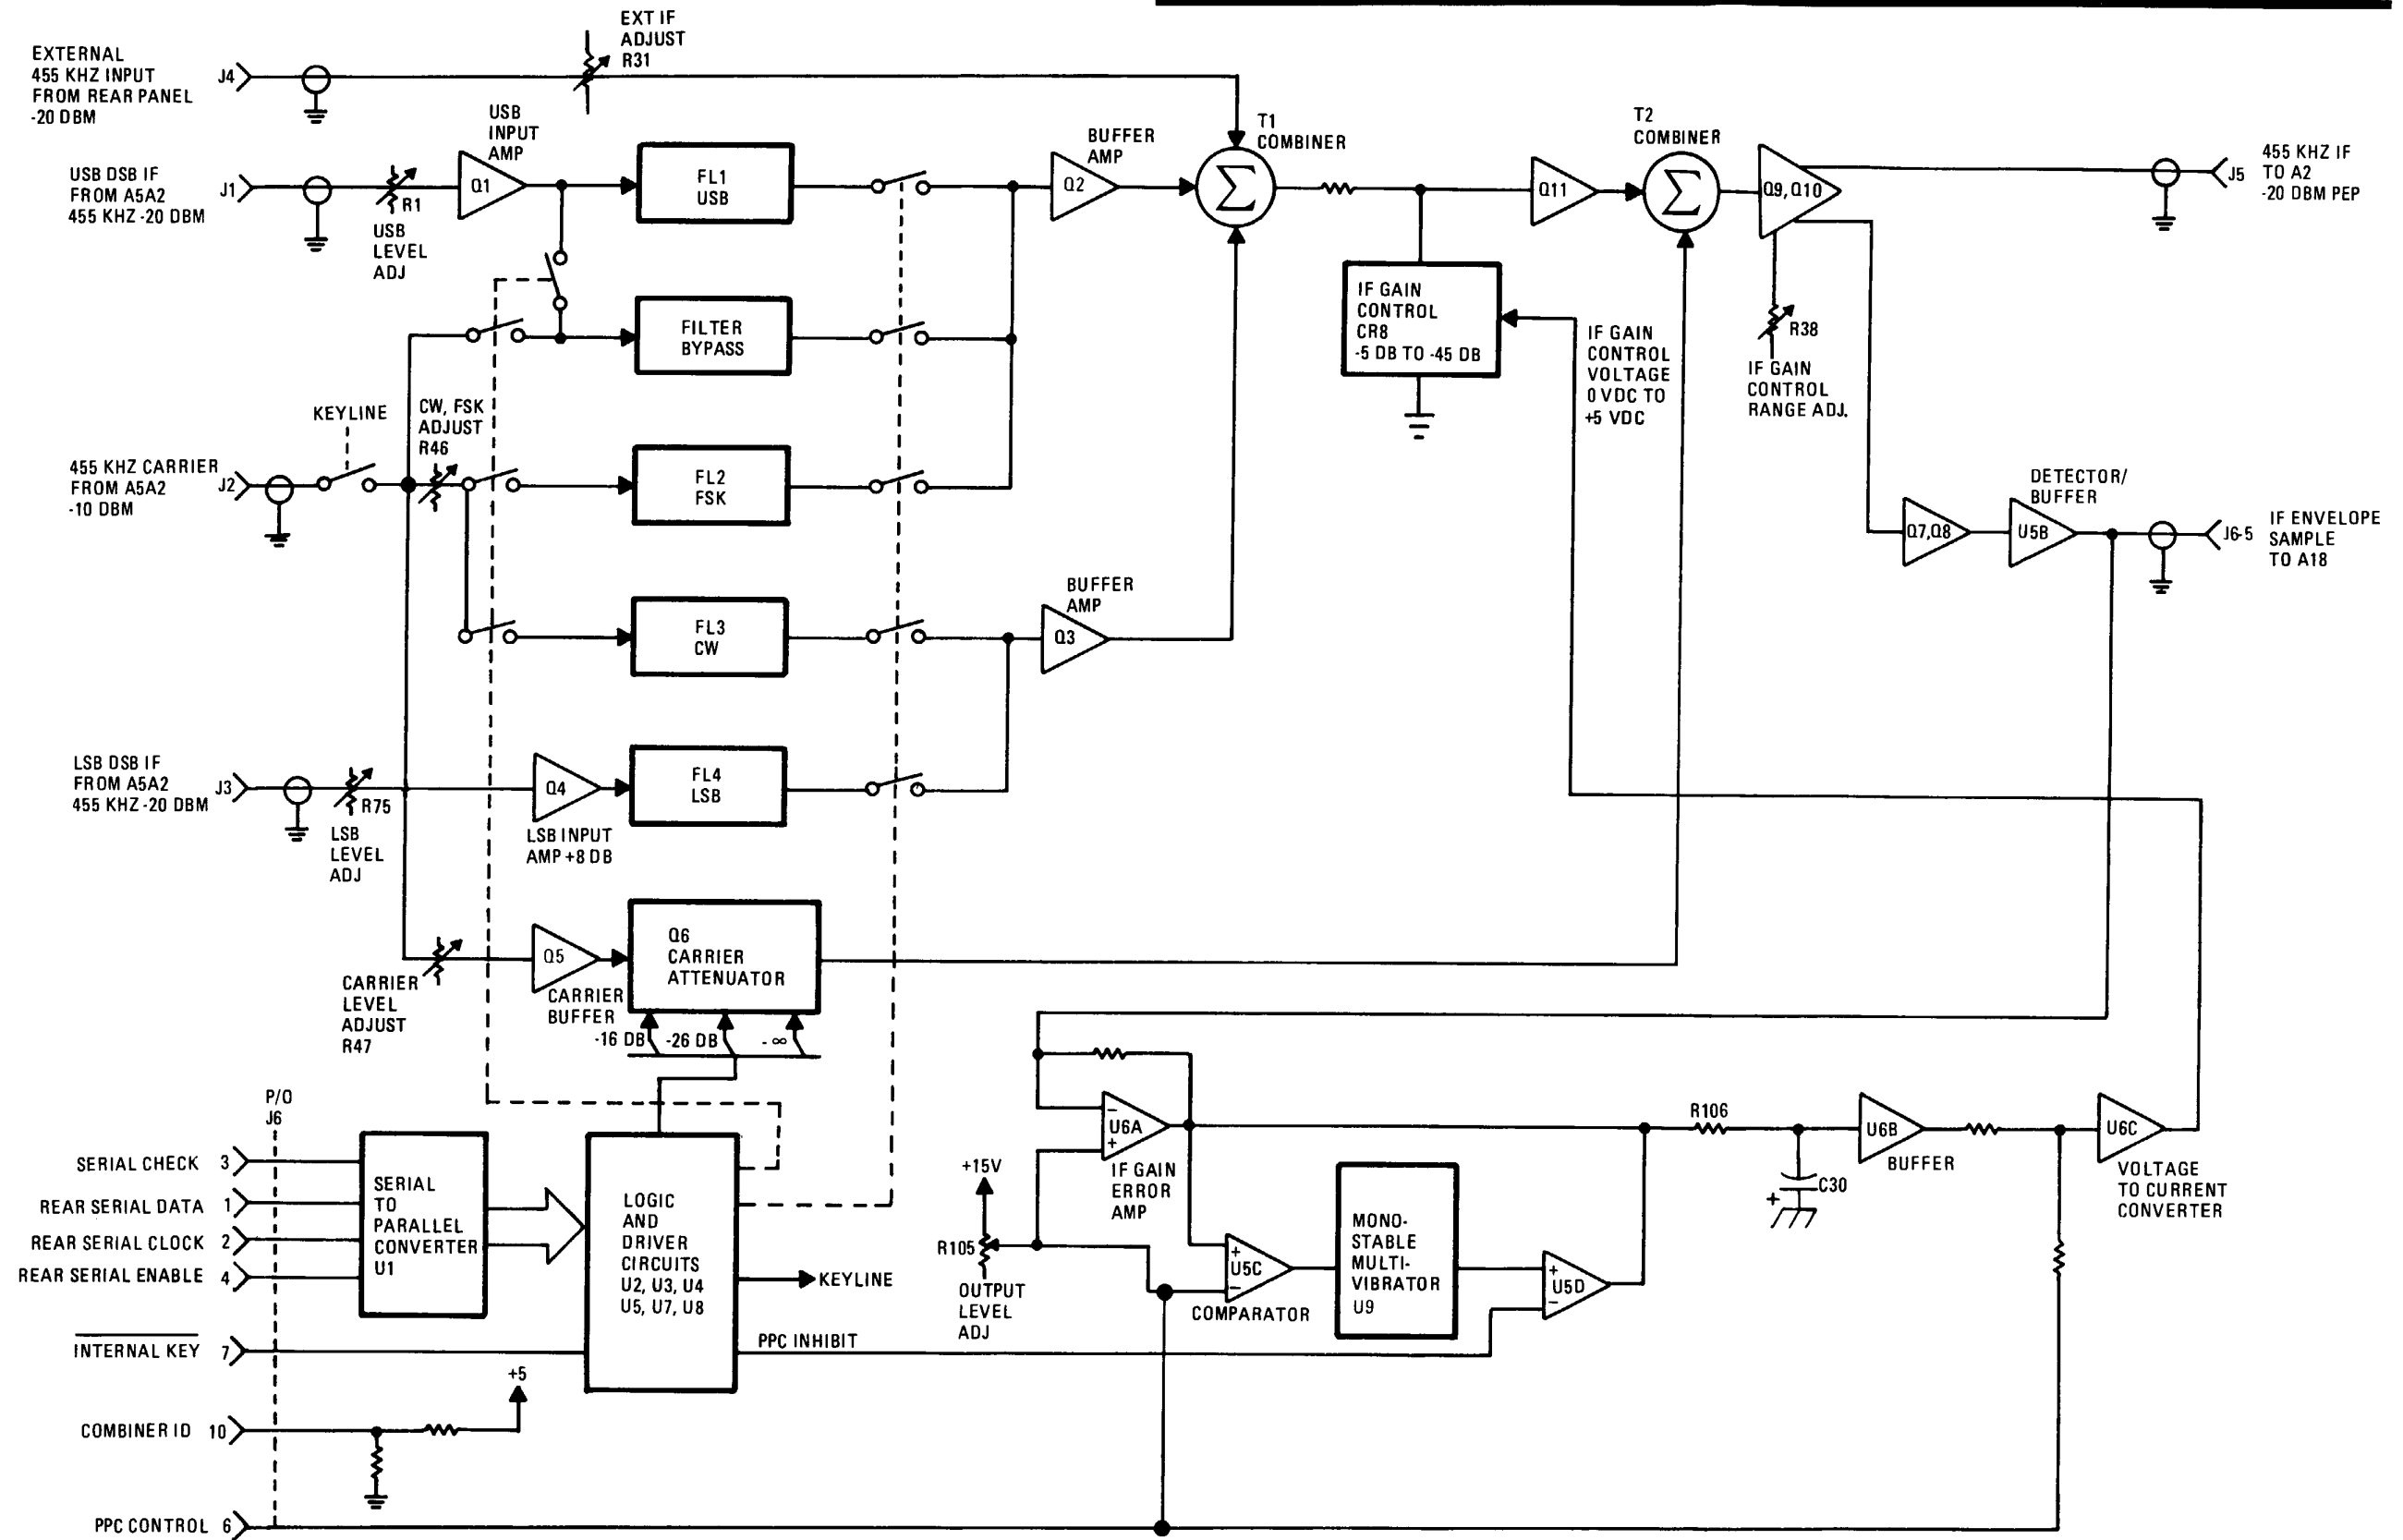 EXT IF
ADJUST
R31
EXTERNAL
455 KHZ INPUT
FROM REAR PANEL
-20 DBM
J4
USB
INPUT
AMP
Q1
USB DSB IF
FROM A5A2
455 KHZ -20 DBM
J1
R1
USB
LEVEL
ADJ
FL1
USB
BUFFER
AMP
Q2
T1
COMBINER
Σ
Q11
T2
COMBINER
Σ
Q9, Q10
J5
455 KHZ IF
TO A2
-20 DBM PEP
FILTER
BYPASS
IF GAIN
CONTROL
CR8
-5 DB TO -45 DB
IF GAIN
CONTROL
VOLTAGE
0 VDC TO
+5 VDC
R38
IF GAIN
CONTROL
RANGE ADJ.
KEYLINE
CW, FSK
ADJUST
R46
455 KHZ CARRIER
FROM A5A2
-10 DBM
J2
FL2
FSK
Q7,Q8
DETECTOR/
BUFFER
U5B
J6-5
IF ENVELOPE
SAMPLE
TO A18
FL3
CW
BUFFER
AMP
Q3
LSB DSB IF
FROM A5A2
455 KHZ -20 DBM
J3
R75
LSB
LEVEL
ADJ
Q4
LSB INPUT
AMP +8 DB
FL4
LSB
CARRIER
LEVEL
ADJUST
R47
Q5
CARRIER
BUFFER
Q6
CARRIER
ATTENUATOR
-16 DB
-26 DB
- ∞
P/O
J6
SERIAL CHECK 3
REAR SERIAL DATA 1
REAR SERIAL CLOCK 2
REAR SERIAL ENABLE 4
INTERNAL KEY 7
COMBINER ID 10
PPC CONTROL 6
SERIAL
TO
PARALLEL
CONVERTER
U1
+5
LOGIC
AND
DRIVER
CIRCUITS
U2, U3, U4
U5, U7, U8
KEYLINE
PPC INHIBIT
+15V
R105
OUTPUT
LEVEL
ADJ
-
U6A
+
IF GAIN
ERROR
AMP
+
U5C
-
COMPARATOR
MONO-
STABLE
MULTI-
VIBRATOR
U9
+
U5D
-
R106
+
C30
U6B
BUFFER
U6C
VOLTAGE
TO CURRENT
CONVERTER